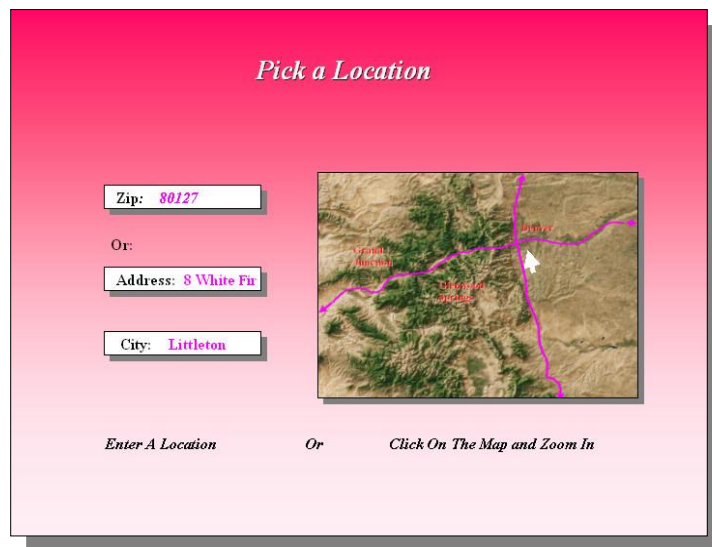 Pick a Location
Zip: 80127
Or:
Address: 8 White Fir
City: Littleton
Denver
Grand
Junction
Glenwood
Springs
Enter A Location Or Click On The Map and Zoom In